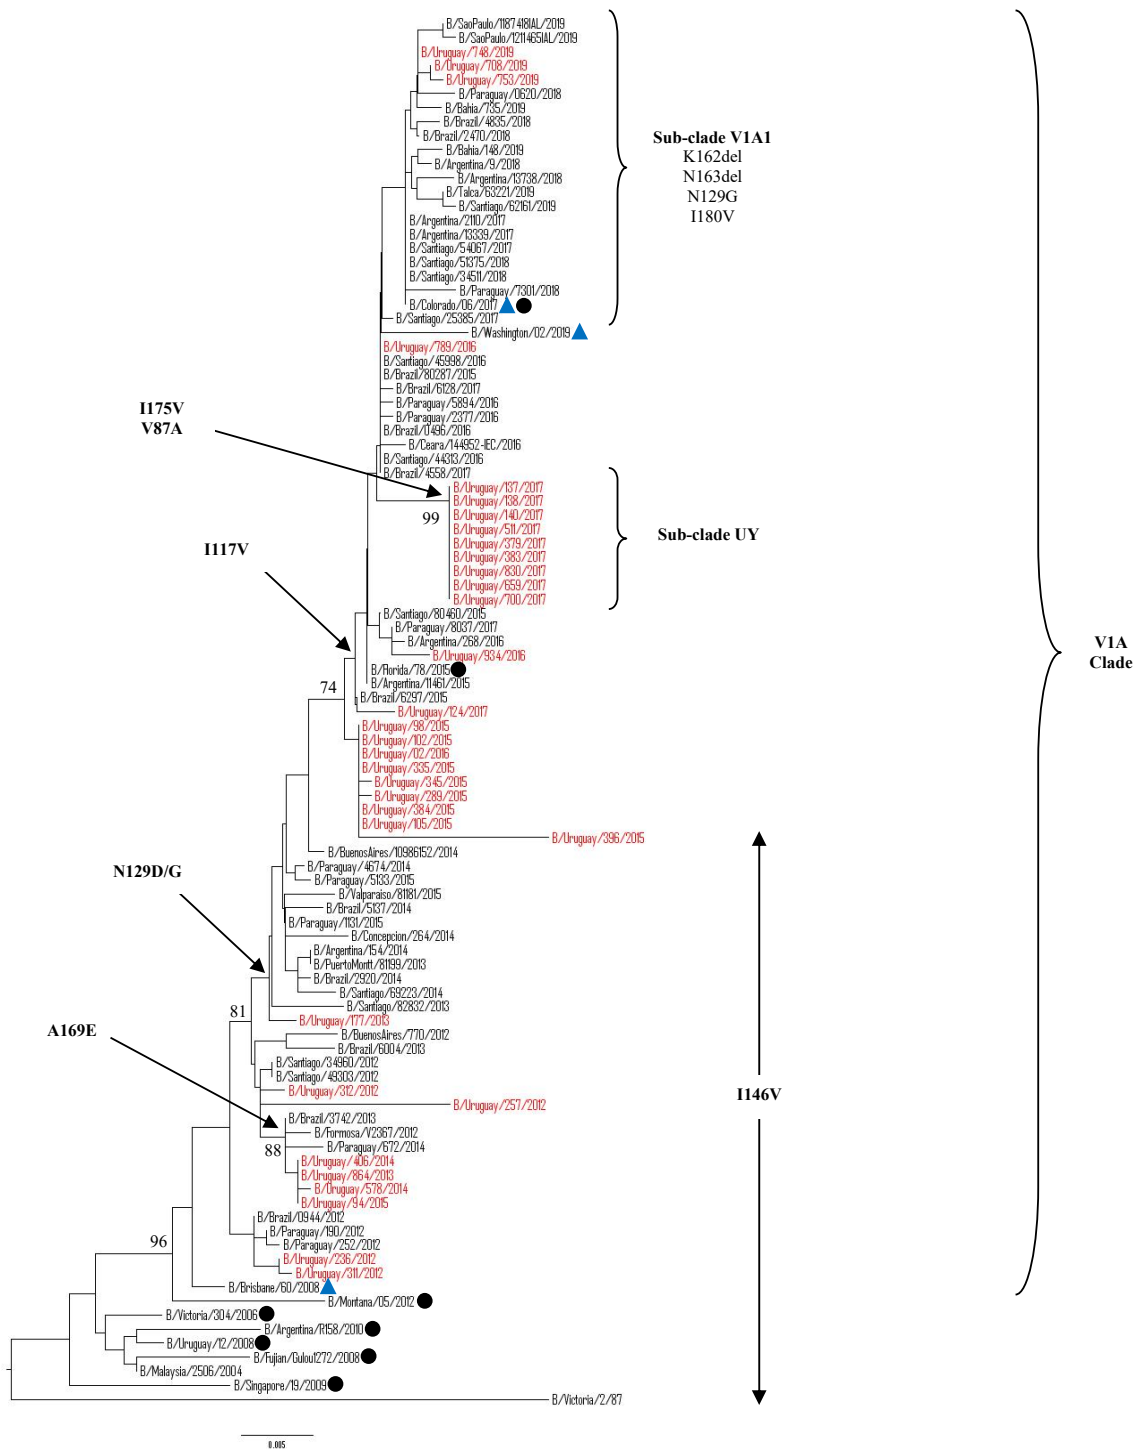 B/SaoPaulo/1187418IAL/2019
B/SaoPaulo/1211465IAL/2019
B/Uruguay/748/2019
B/Uruguay/708/2019
B/Uruguay/753/2019
B/Paraguay/0620/2018
B/Bahia/735/2019
B/Brazil/4835/2018
B/Brazil/2470/2018
B/Bahia/148/2019
B/Argentina/9/2018
B/Argentina/13738/2018
B/Talca/63221/2019
B/Santiago/62161/2019
B/Argentina/2110/2017
B/Argentina/13339/2017
B/Santiago/54067/2017
B/Santiago/51375/2018
B/Santiago/34511/2018
B/Paraguay/7301/2018
B/Colorado/06/2017
B/Santiago/25385/2017
Sub-clade V1A1
K162del
N163del
N129G
I180V
B/Washington/02/2019
B/Uruguay/789/2016
B/Santiago/45998/2016
B/Brazil/80287/2015
B/Brazil/6128/2017
B/Paraguay/5894/2016
B/Paraguay/2377/2016
B/Brazil/0496/2016
B/Ceara/144952-IEC/2016
B/Santiago/44313/2016
B/Brazil/4558/2017
I175V
V87A
B/Uruguay/137/2017
B/Uruguay/138/2017
B/Uruguay/140/2017
B/Uruguay/511/2017
B/Uruguay/379/2017
B/Uruguay/383/2017
B/Uruguay/830/2017
B/Uruguay/659/2017
B/Uruguay/700/2017
99
Sub-clade UY
I117V
B/Santiago/80460/2015
B/Paraguay/8037/2017
B/Argentina/268/2016
B/Uruguay/934/2016
B/Florida/78/2015
B/Argentina/11461/2015
B/Brazil/6297/2015
B/Uruguay/124/2017
V1A
Clade
74
B/Uruguay/98/2015
B/Uruguay/102/2015
B/Uruguay/02/2016
B/Uruguay/335/2015
B/Uruguay/345/2015
B/Uruguay/289/2015
B/Uruguay/384/2015
B/Uruguay/105/2015
B/Uruguay/396/2015
B/BuenosAires/10986152/2014
B/Paraguay/4674/2014
B/Paraguay/5133/2015
N129D/G
B/Valparaiso/81181/2015
B/Brazil/5137/2014
B/Paraguay/1131/2015
B/Concepcion/264/2014
B/Argentina/154/2014
B/PuertoMontt/81199/2013
B/Brazil/2920/2014
B/Santiago/69223/2014
B/Santiago/82832/2013
B/Uruguay/177/2013
81
A169E
B/BuenosAires/770/2012
B/Brazil/6004/2013
B/Santiago/34960/2012
B/Santiago/49303/2012
B/Uruguay/312/2012
B/Uruguay/257/2012
I146V
B/Brazil/3742/2013
B/Formosa/V2367/2012
B/Paraguay/672/2014
88
B/Uruguay/406/2014
B/Uruguay/864/2013
B/Uruguay/578/2014
B/Uruguay/94/2015
B/Brazil/0944/2012
B/Paraguay/190/2012
B/Paraguay/252/2012
96
B/Uruguay/236/2012
B/Uruguay/311/2012
B/Brisbane/60/2008
B/Montana/05/2012
B/Victoria/304/2006
B/Argentina/R158/2010
B/Uruguay/12/2008
B/Fujian/Gulou1272/2008
B/Malaysia/2506/2004
B/Singapore/19/2009
B/Victoria/2/87
0.005